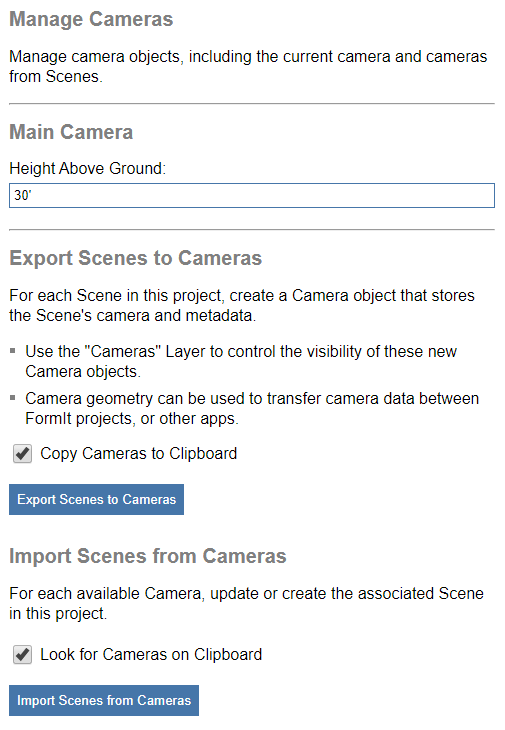 Manage Cameras
Manage camera objects, including the current camera and cameras
from Scenes.
Main Camera
Height Above Ground:
30'
Export Scenes to Cameras
For each Scene in this project, create a Camera object that stores
the Scene's camera and metadata.
Use the "Cameras" Layer to control the visibility of these new
Camera objects.
Camera geometry can be used to transfer camera data between
FormIt projects, or other apps.
Copy Cameras to Clipboard
Export Scenes to Cameras
Import Scenes from Cameras
For each available Camera, update or create the associated Scene
in this project.
Look for Cameras on Clipboard
Import Scenes from Cameras